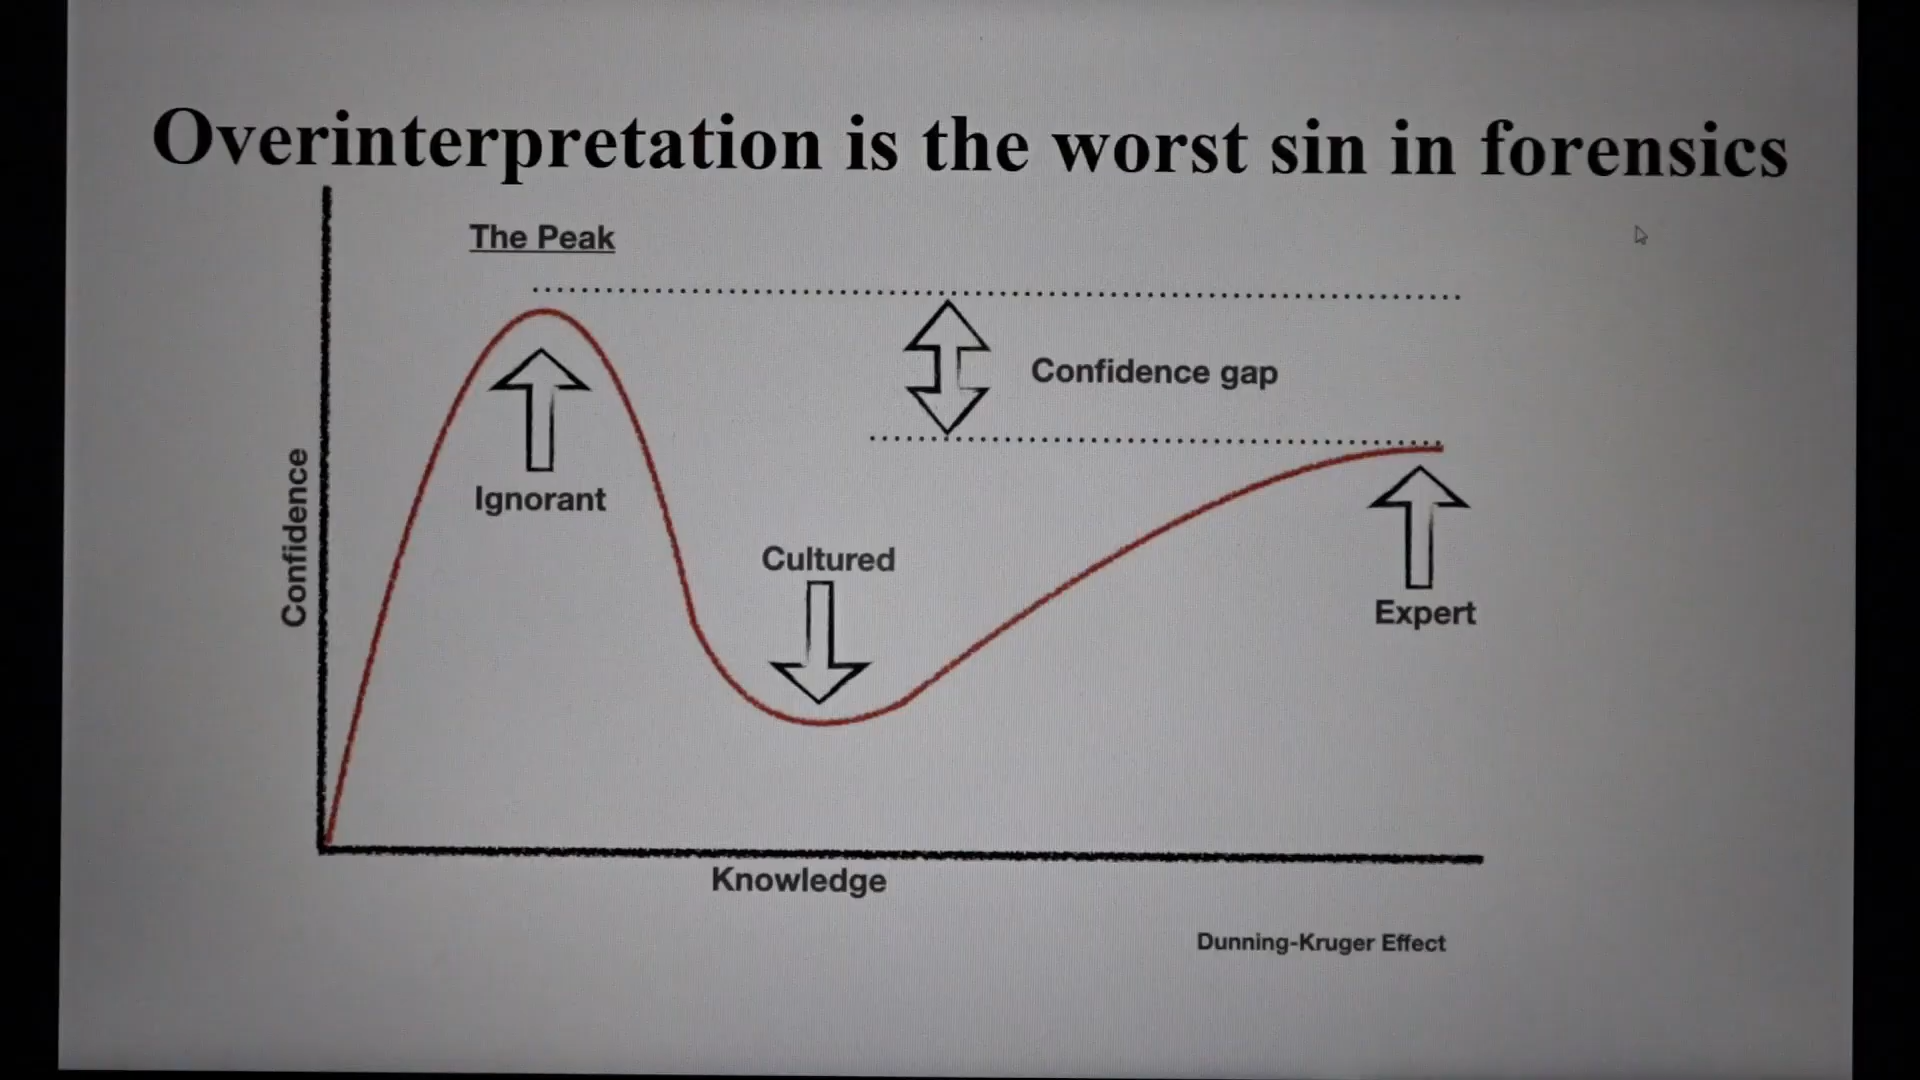 Overinterpretation is the worst sin in forensics
The Peak
Confidence gap
Ignorant
Confidence
Cultured
Expert
Knowledge
Dunning-Kruger Effect